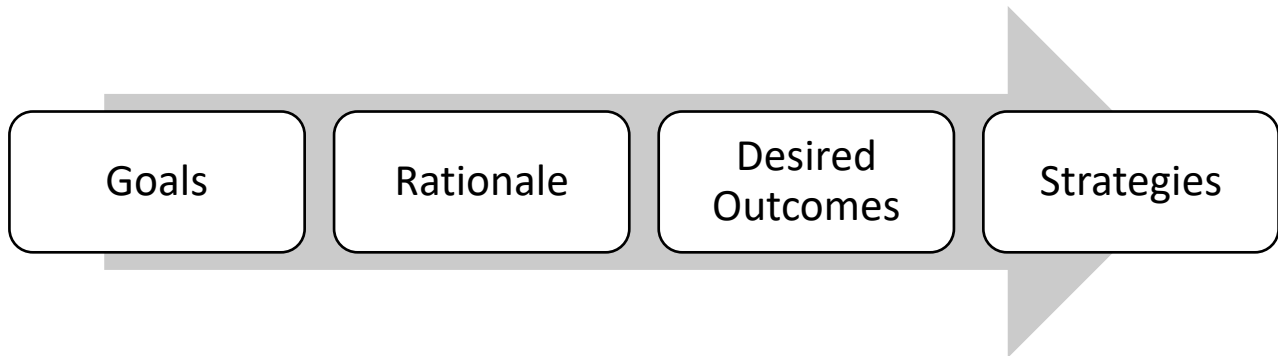 Goals
Rationale
Desired
Outcomes
Strategies